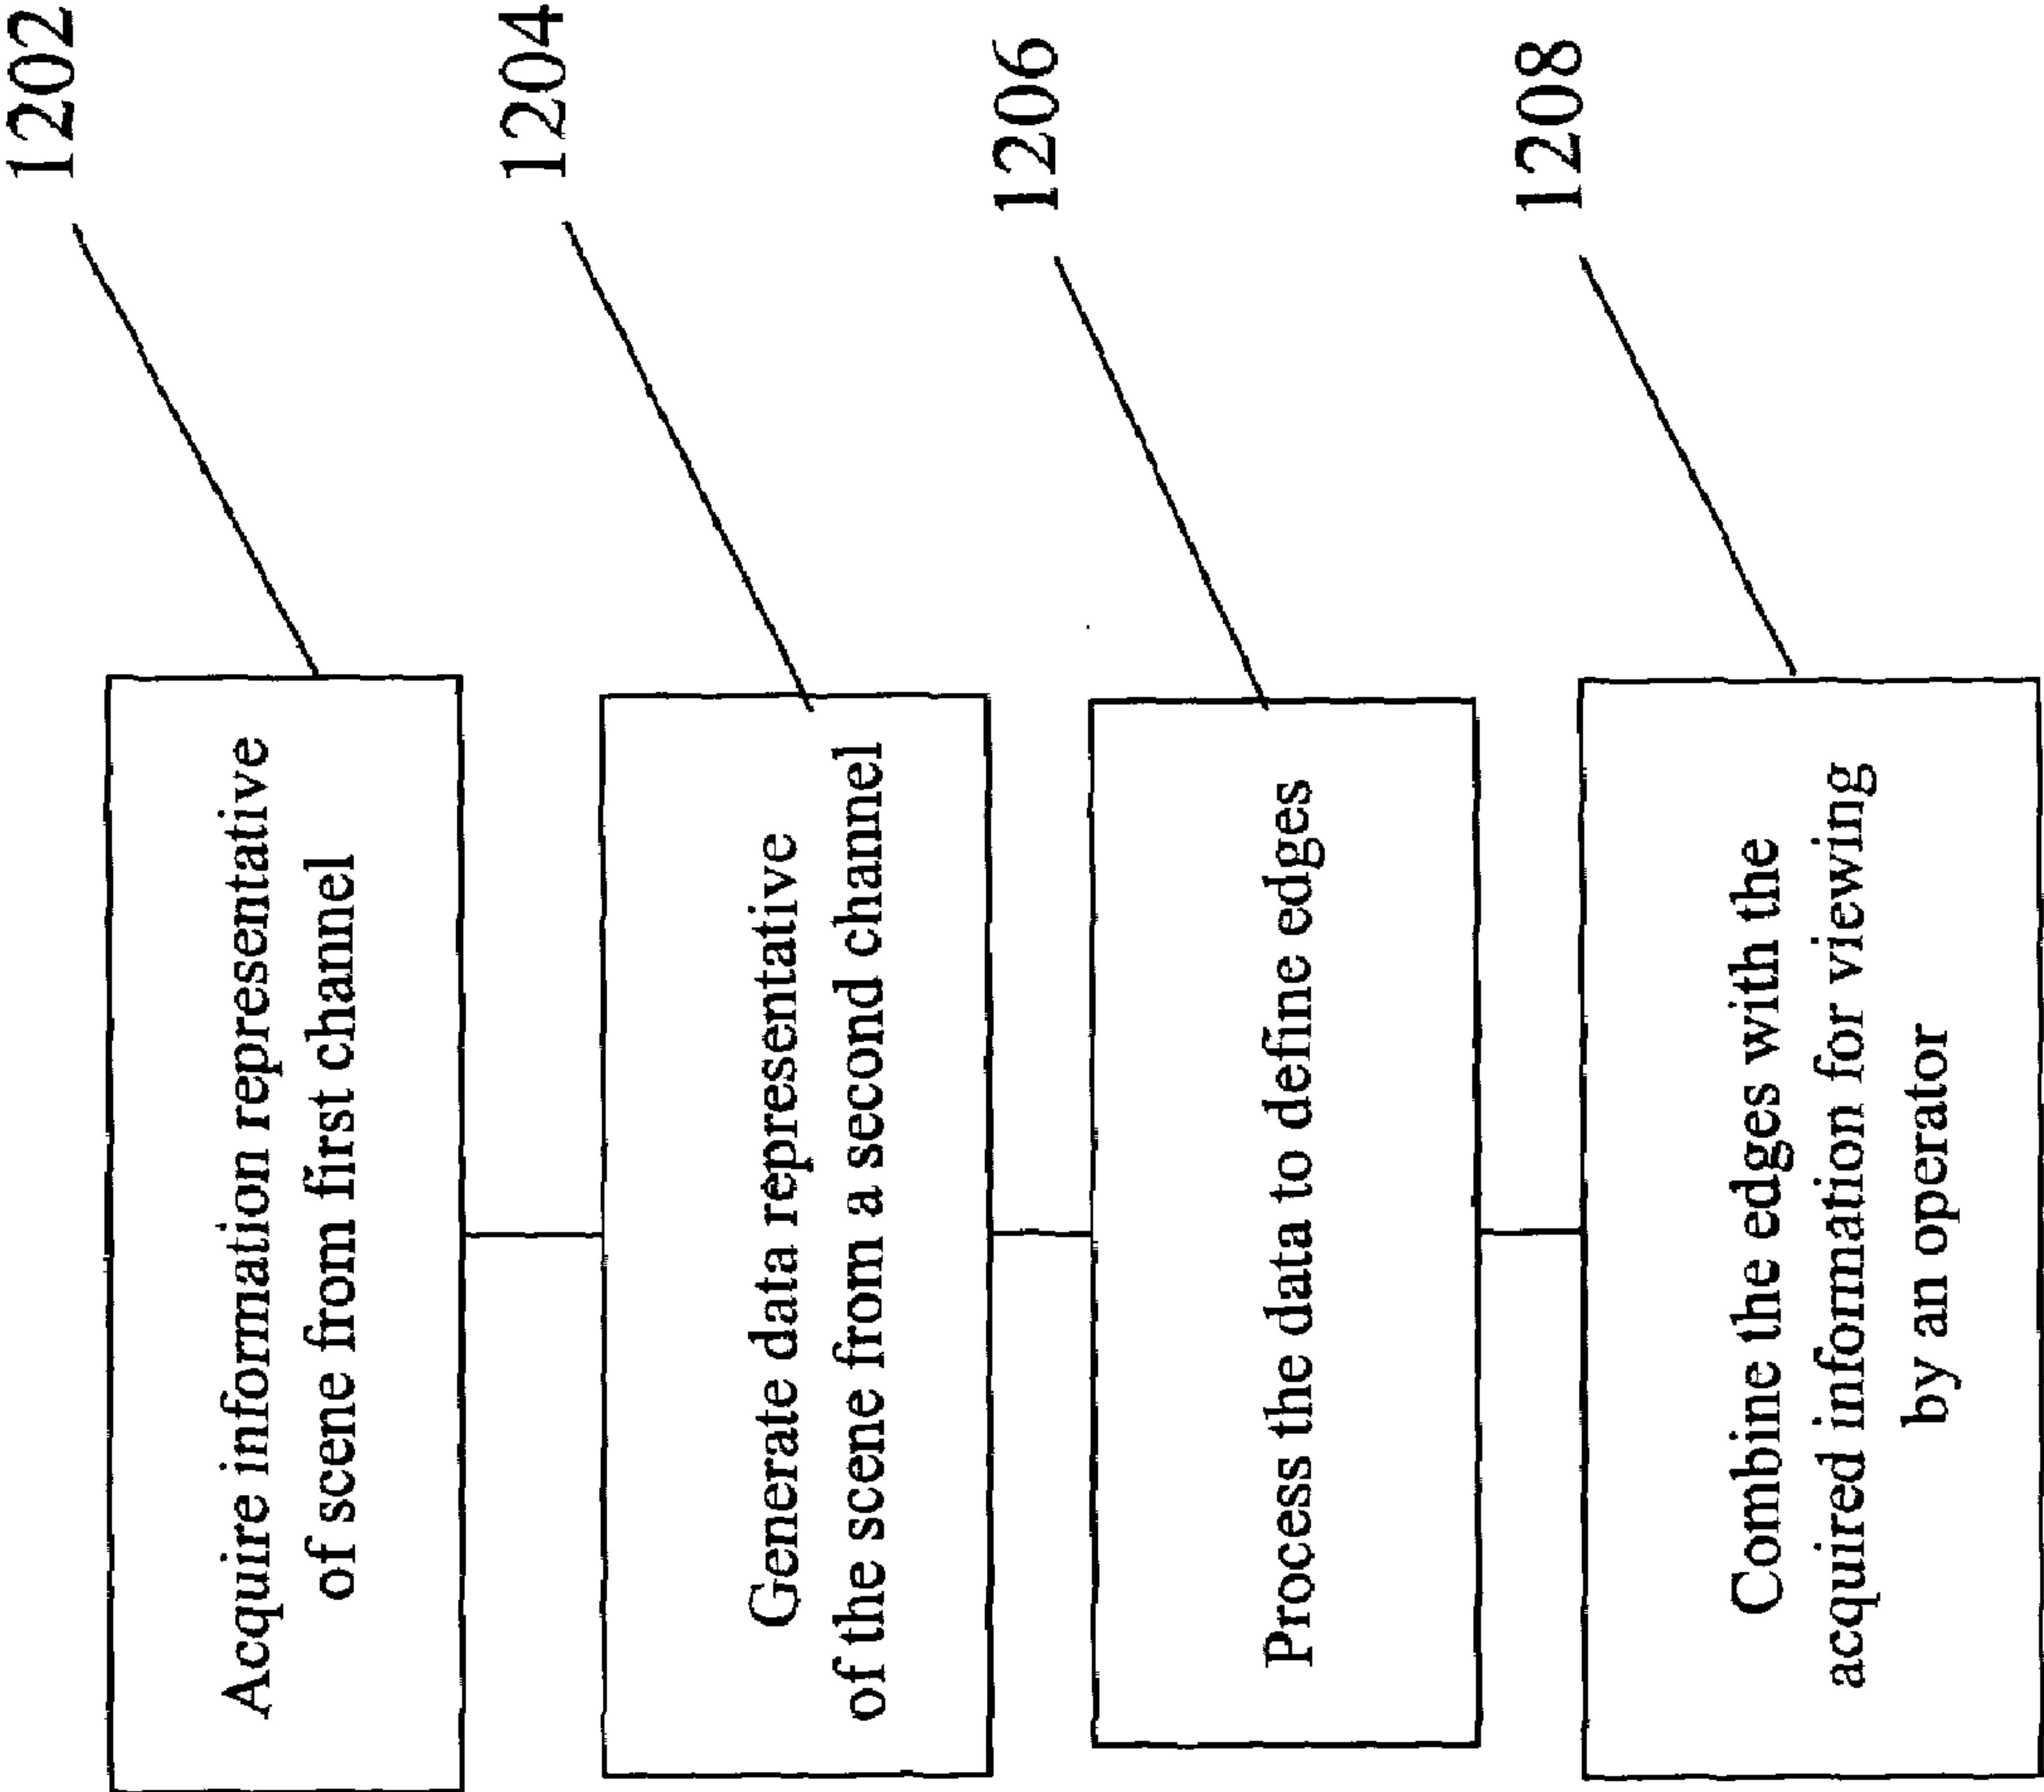 Acquire information representative
of scene from first channel
1202
Generate data representative
of the scene from a second channel
1204
Process the data to define edges
1206
Combine the edges with the
acquired information for viewing
by an operator
1208